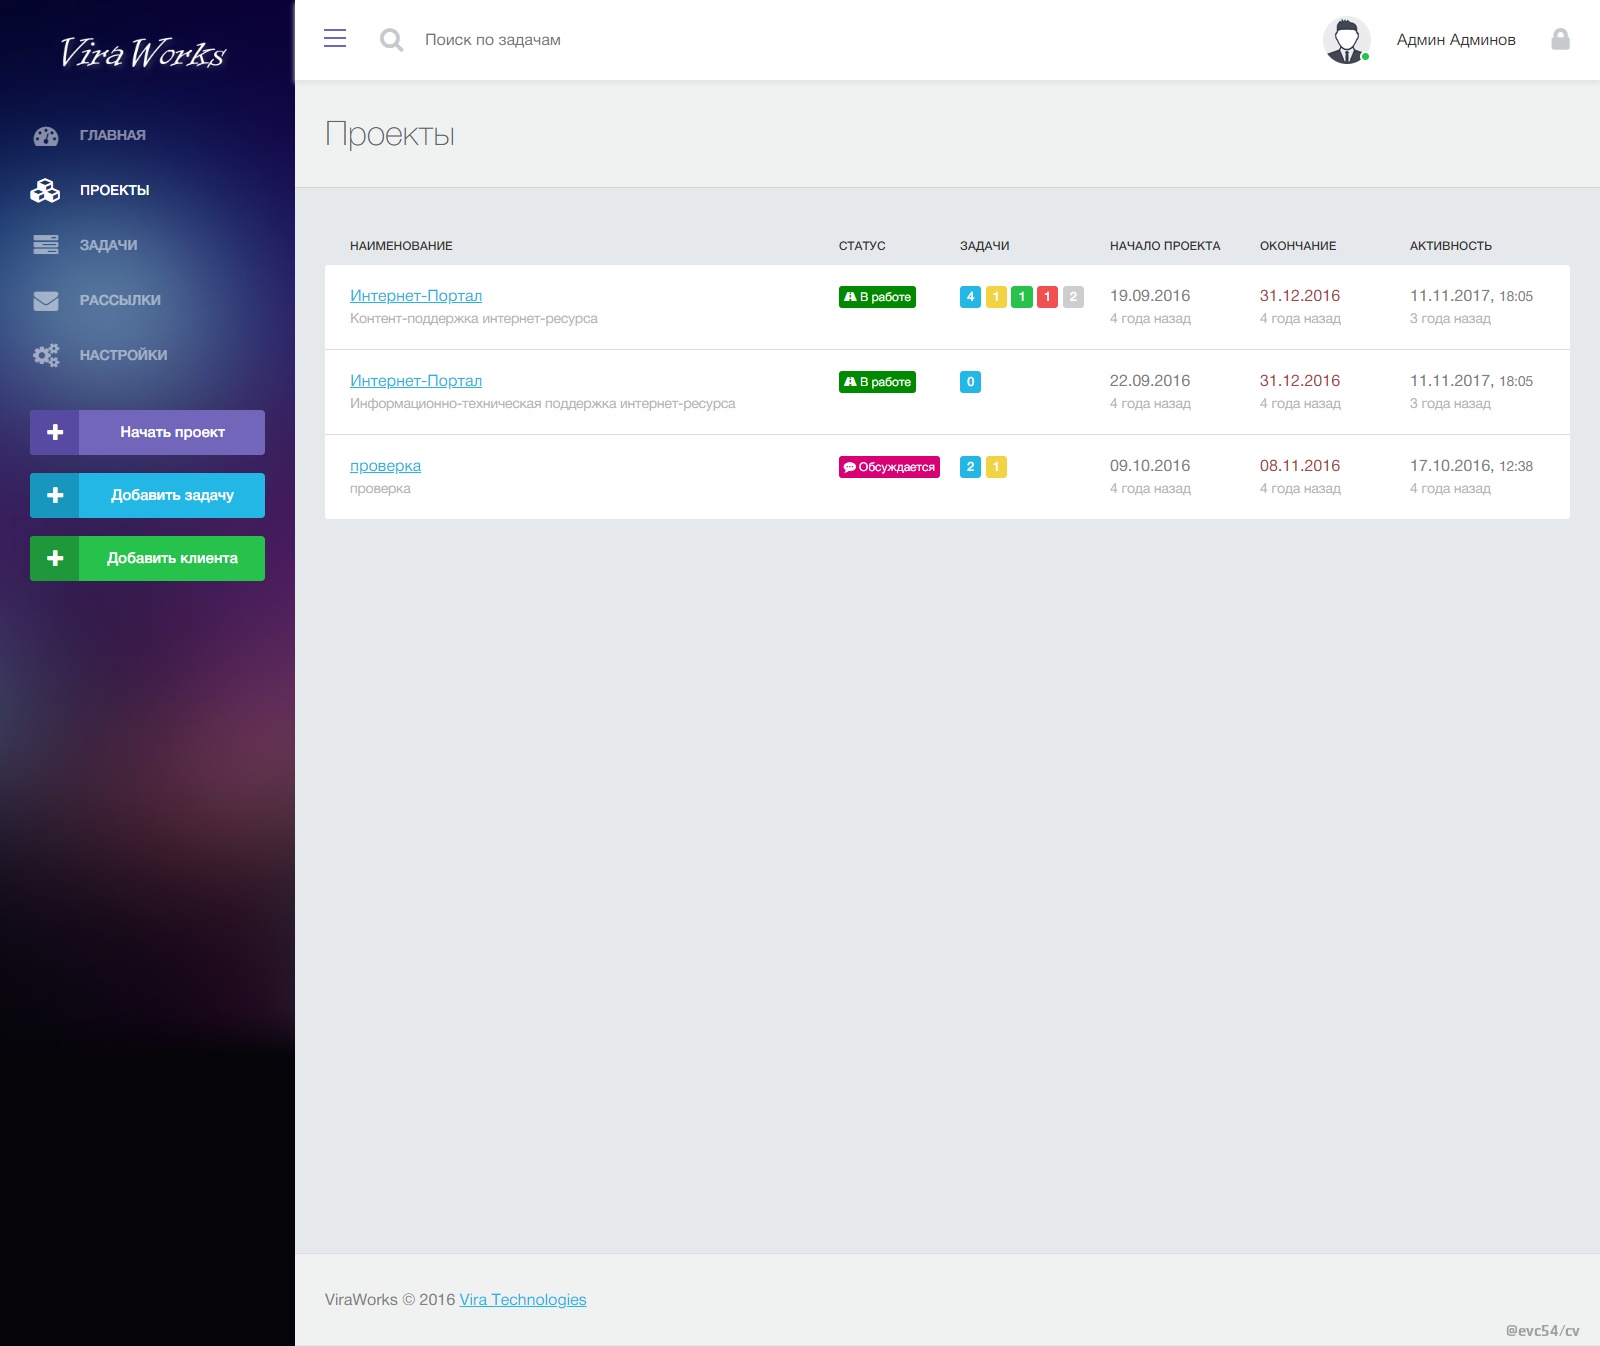 Vira Works
Поиск по задачам
Админ Админов
ГЛАВНАЯ
ПРОЕКТЫ
ЗАДАЧИ
РАССЫЛКИ
НАСТРОЙКИ
Начать проект
Добавить задачу
Добавить клиента
Проекты
НАИМЕНОВАНИЕ СТАТУС ЗАДАЧИ НАЧАЛО ПРОЕКТА ОКОНЧАНИЕ АКТИВНОСТЬ
Интернет-Портал В работе 4 1 1 1 2 19.09.2016 31.12.2016 11.11.2017, 18:05
Контент-поддержка интернет-ресурса 4 года назад 4 года назад 3 года назад
Интернет-Портал В работе 0 22.09.2016 31.12.2016 11.11.2017, 18:05
Информационно-техническая поддержка интернет-ресурса 4 года назад 4 года назад 3 года назад
проверка Обсуждается 2 1 09.10.2016 08.11.2016 17.10.2016, 12:38
проверка 4 года назад 4 года назад 4 года назад
ViraWorks © 2016 Vira Technologies
@evc54/cv